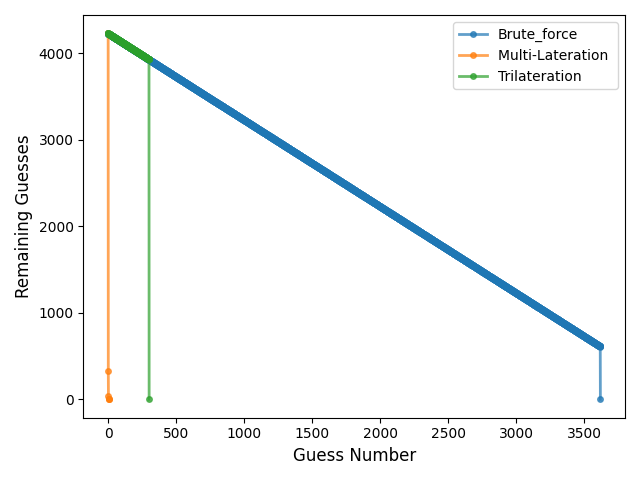 Brute_force
Multi-Lateration
Trilateration
Remaining Guesses
4000
3000
2000
1000
0
0 500 1000 1500 2000 2500 3000 3500
Guess Number